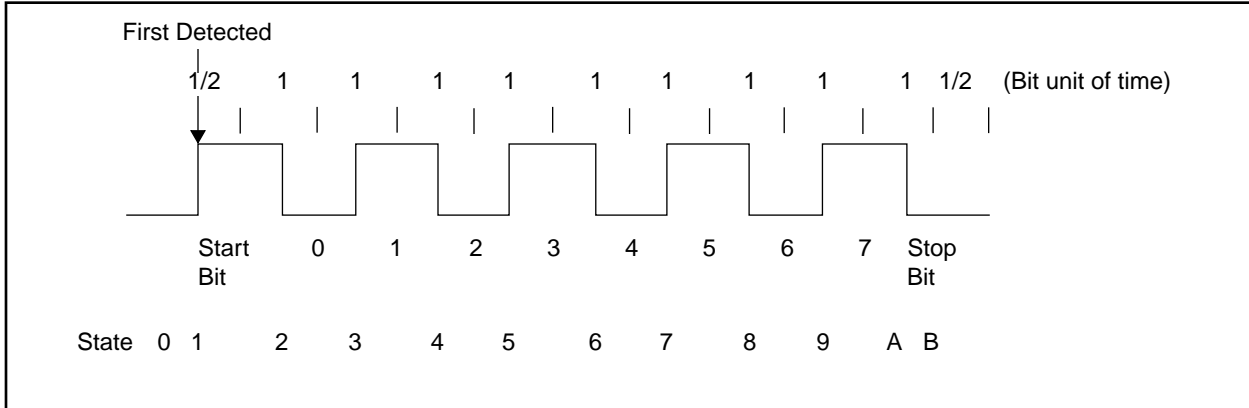 First Detected
1/2 1 1 1 1 1 1 1 1 1 1/2 (Bit unit of time)
Start 0 1 2 3 4 5 6 7 Stop
Bit Bit
State 0 1 2 3 4 5 6 7 8 9 A B